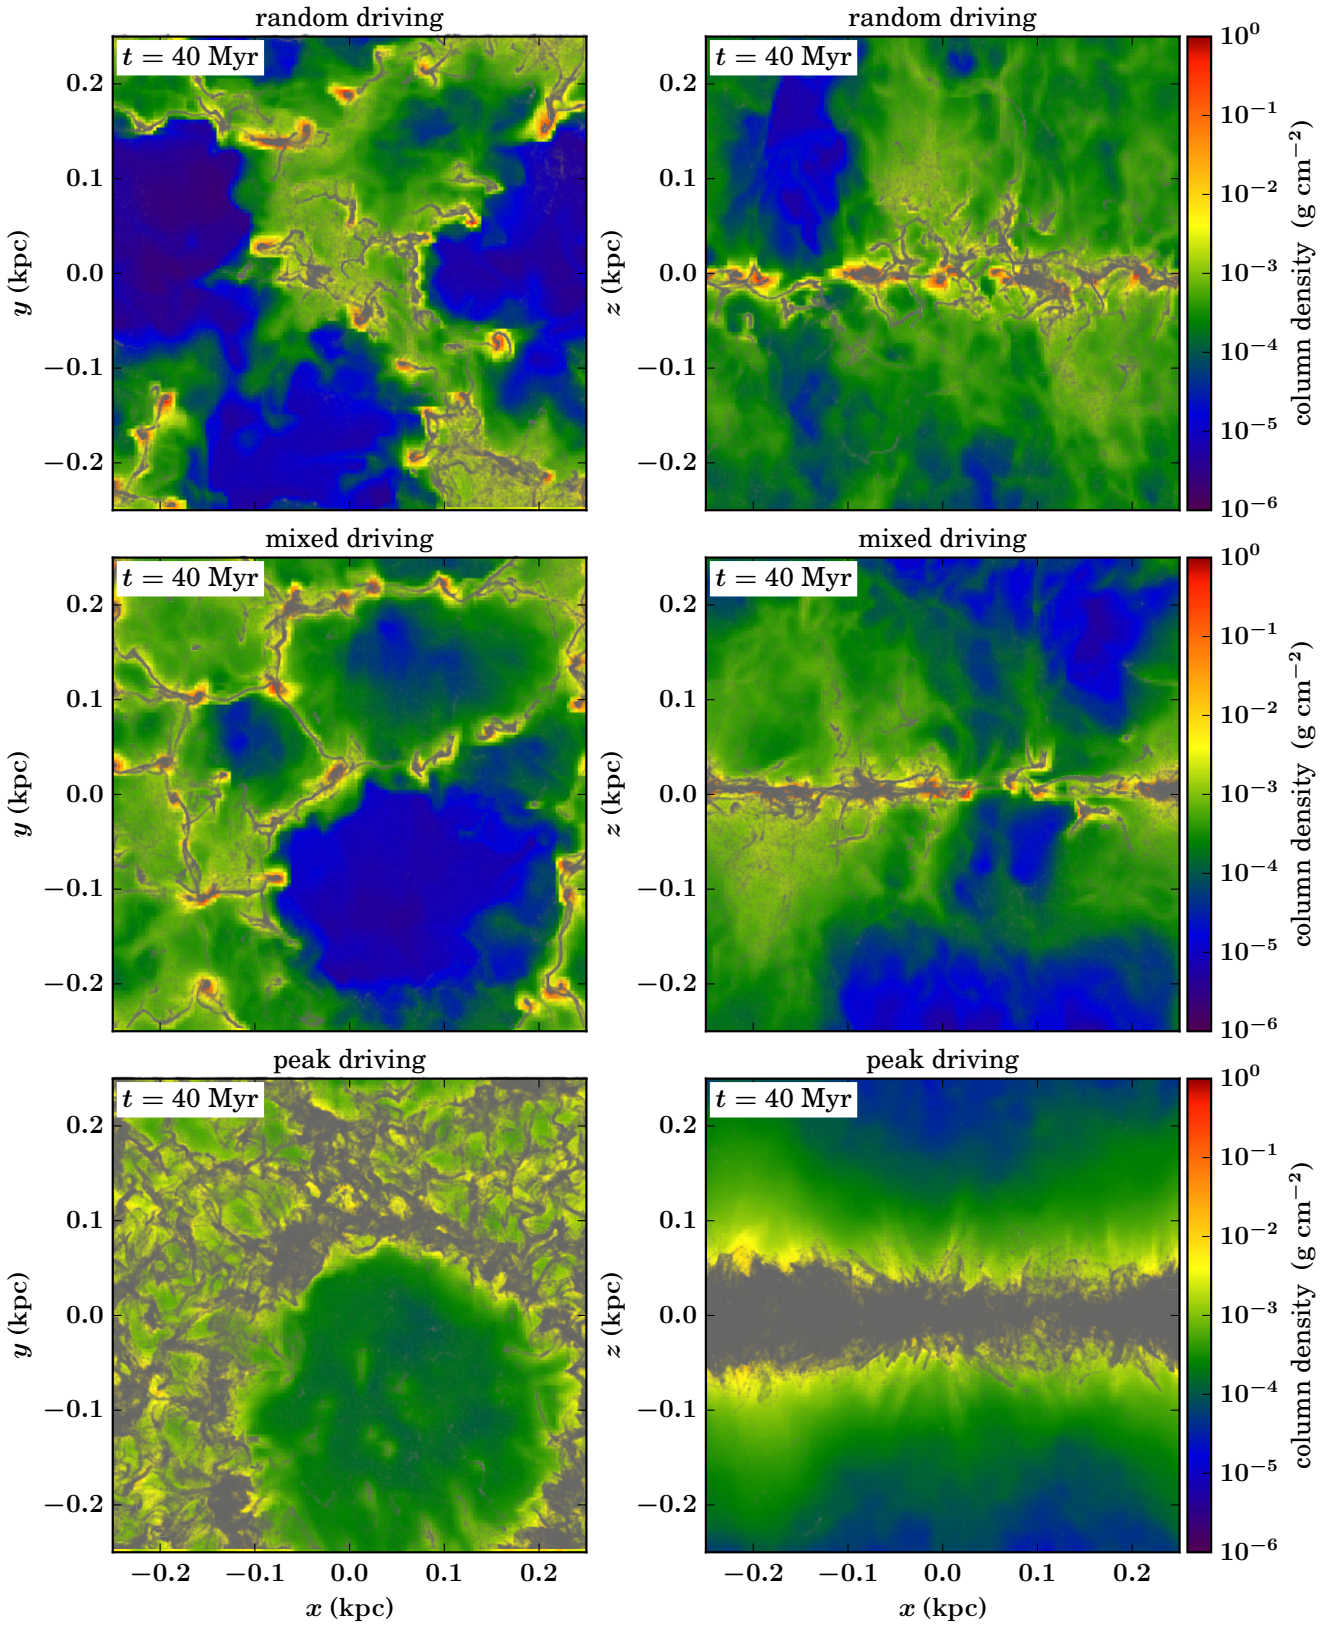 random driving
random driving
t = 40 Myr
t = 40 Myr
0.2
0.1
0.0
−0.1
−0.2
y (kpc)
0.2
0.1
0.0
−0.1
−0.2
z (kpc)
10^0
10^−1
10^−2
10^−3
10^−4
10^−5
10^−6
column density (g cm^−2)
mixed driving
mixed driving
t = 40 Myr
t = 40 Myr
0.2
0.1
0.0
−0.1
−0.2
y (kpc)
0.2
0.1
0.0
−0.1
−0.2
z (kpc)
10^0
10^−1
10^−2
10^−3
10^−4
10^−5
10^−6
column density (g cm^−2)
peak driving
peak driving
t = 40 Myr
t = 40 Myr
0.2
0.1
0.0
−0.1
−0.2
y (kpc)
0.2
0.1
0.0
−0.1
−0.2
z (kpc)
10^0
10^−1
10^−2
10^−3
10^−4
10^−5
10^−6
column density (g cm^−2)
−0.2 −0.1 0.0 0.1 0.2
x (kpc)
−0.2 −0.1 0.0 0.1 0.2
x (kpc)